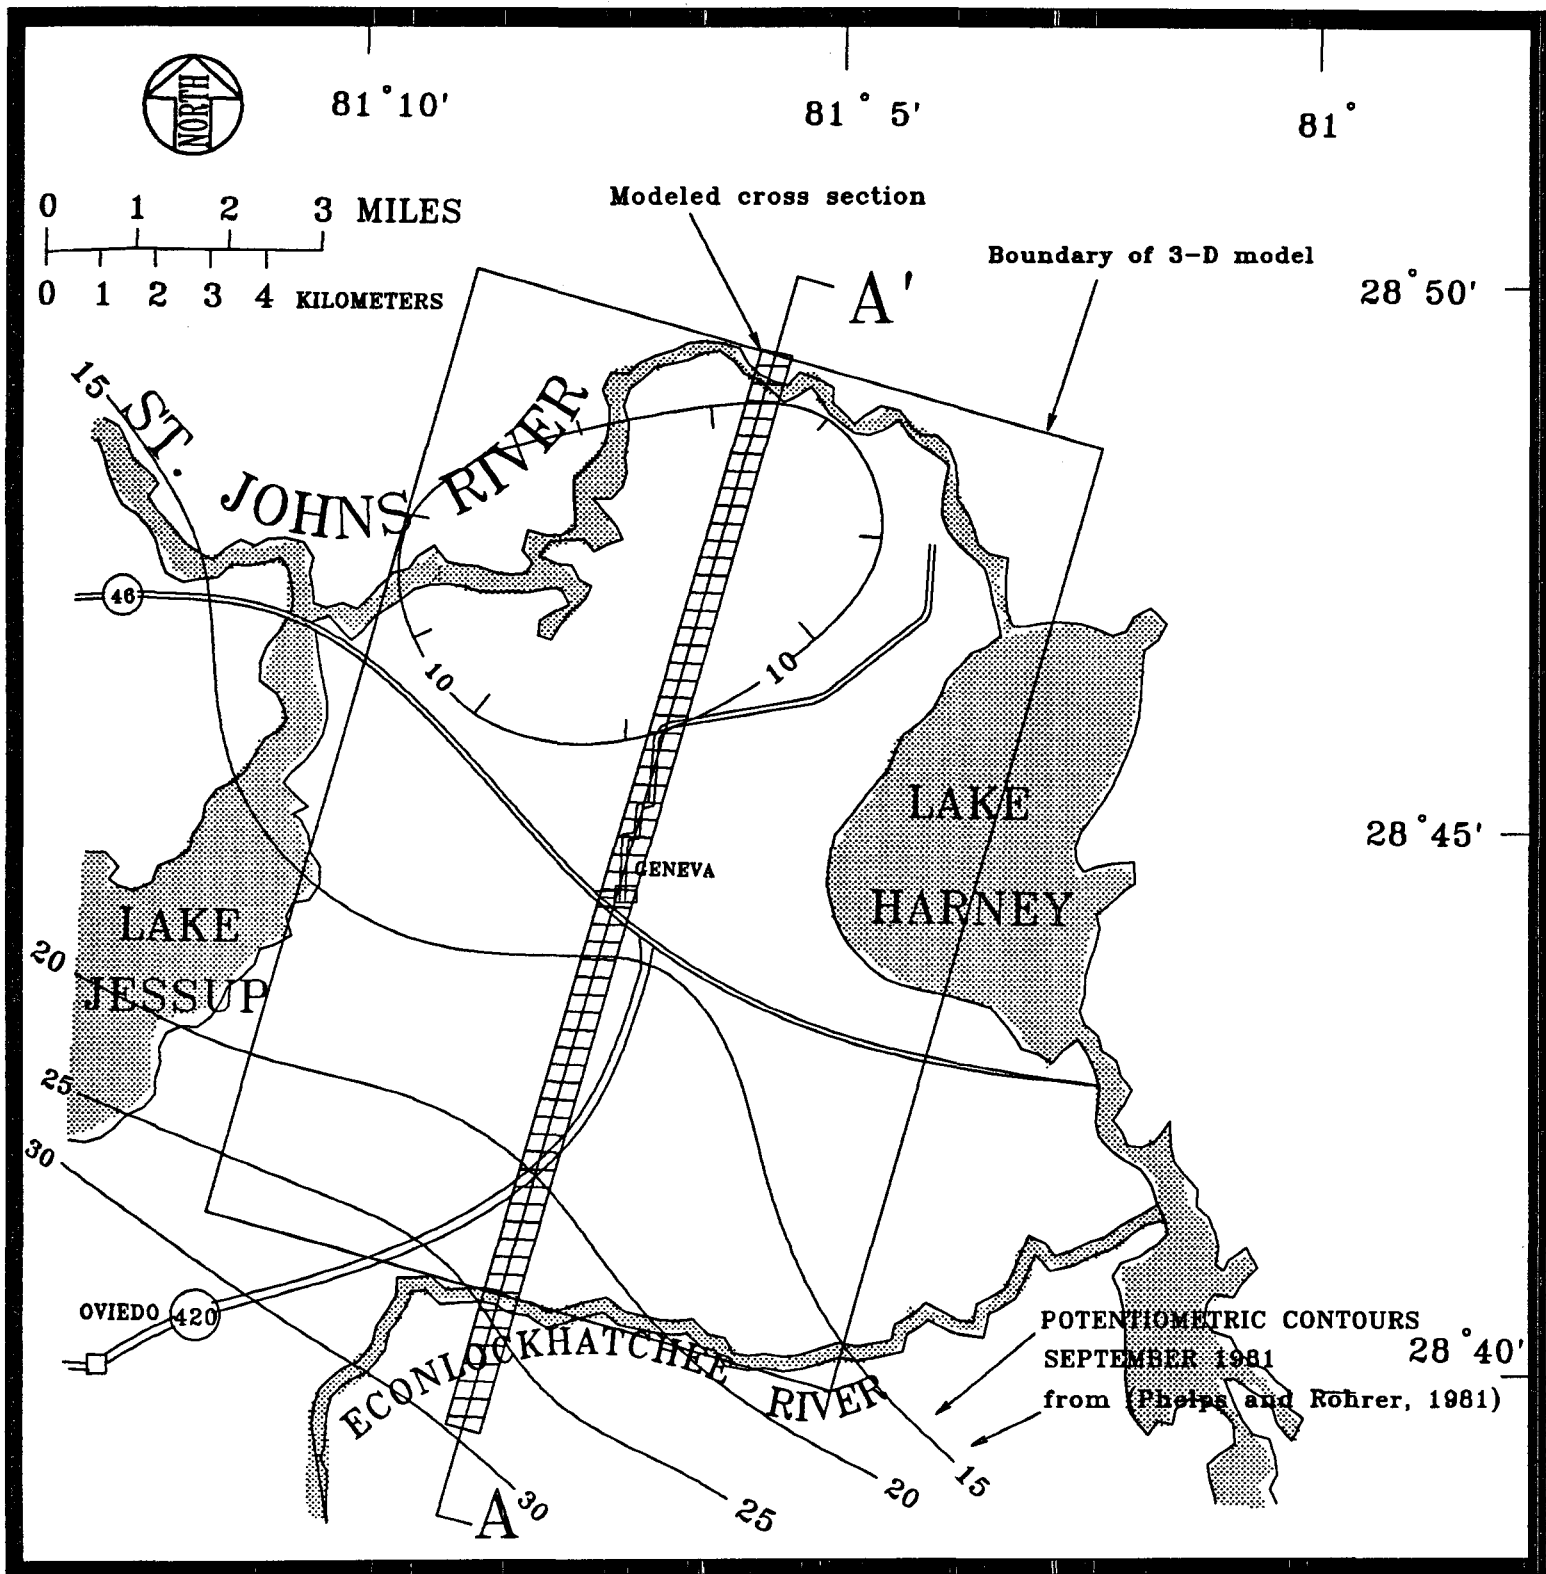 NORTH
81°10'
81°5'
81°
0 1 2 3 MILES
0 1 2 3 4 KILOMETERS
Modeled cross section
Boundary of 3-D model
A'
28°50'
15
ST. JOHNS RIVER
46
10
10
LAKE
HARNEY
28°45'
GENEVA
LAKE
JESSUP
20
25
30
OVIEDO
420
ECONLOCKHATCHEE RIVER
POTENTIOMETRIC CONTOURS
SEPTEMBER 1981
from (Phelps and Rohrer, 1981)
28°40'
15
20
25
30
A